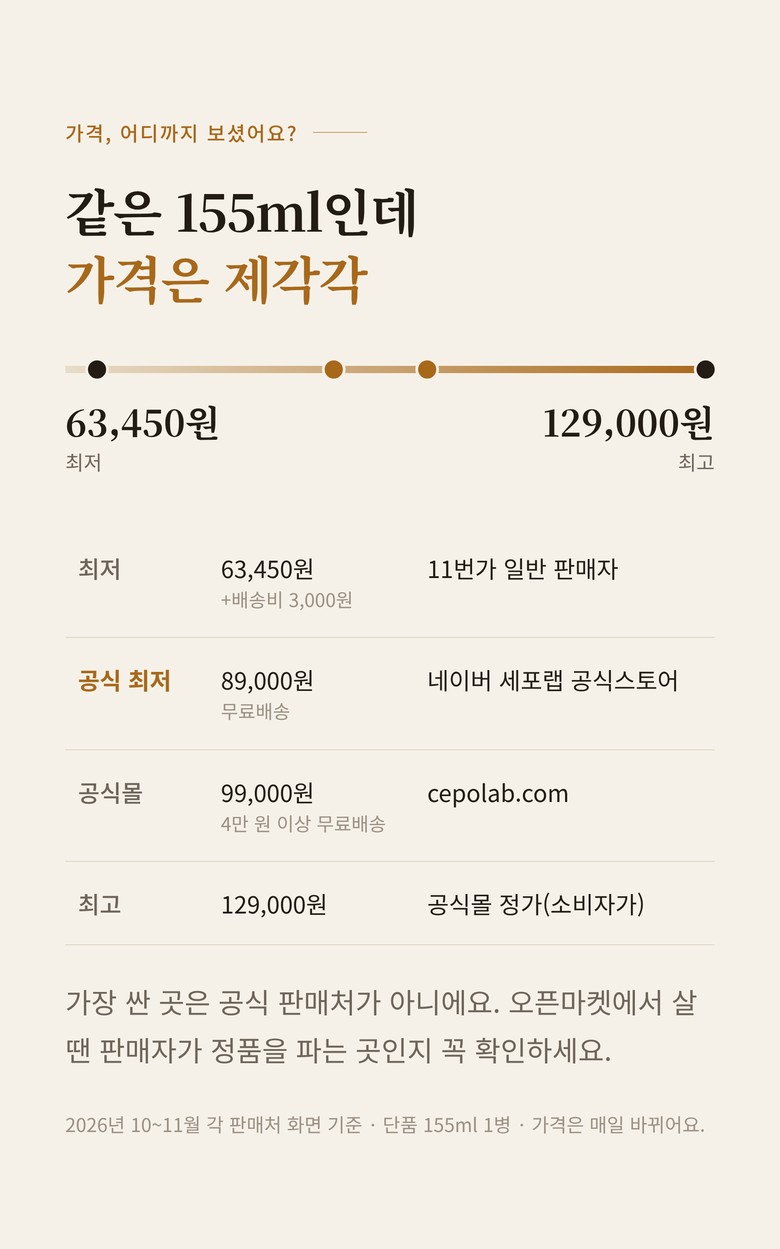 가격, 어디까지 보셨어요?
같은 155ml인데
가격은 제각각
63,450원
최저
129,000원
최고
최저 63,450원 11번가 일반 판매자
+배송비 3,000원
공식 최저 89,000원 네이버 세포랩 공식스토어
무료배송
공식몰 99,000원 cepolab.com
4만 원 이상 무료배송
최고 129,000원 공식몰 정가(소비자가)
가장 싼 곳은 공식 판매처가 아니에요. 오픈마켓에서 살
땐 판매자가 정품을 파는 곳인지 꼭 확인하세요.
2026년 10~11월 각 판매처 화면 기준 · 단품 155ml 1병 · 가격은 매일 바뀌어요.